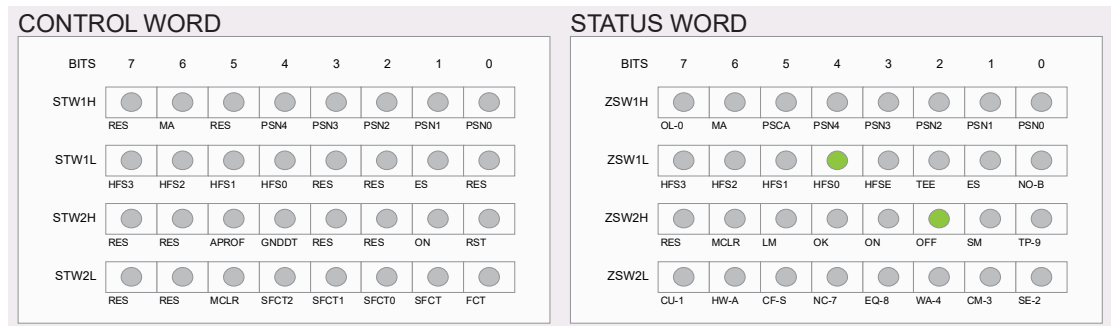 CONTROL WORD
BITS 7 6 5 4 3 2 1 0
STW1H
RES MA RES PSN4 PSN3 PSN2 PSN1 PSN0
STW1L
HFS3 HFS2 HFS1 HFS0 RES RES ES RES
STW2H
RES RES APROF GNDDT RES RES ON RST
STW2L
RES RES MCLR SFCT2 SFCT1 SFCT0 SFCT FCT
STATUS WORD
BITS 7 6 5 4 3 2 1 0
ZSW1H
OL-0 MA PSCA PSN4 PSN3 PSN2 PSN1 PSN0
ZSW1L
HFS3 HFS2 HFS1 HFS0 HFSE TEE ES NO-B
ZSW2H
RES MCLR LM OK ON OFF SM TP-9
ZSW2L
CU-1 HW-A CF-S NC-7 EQ-8 WA-4 CM-3 SE-2